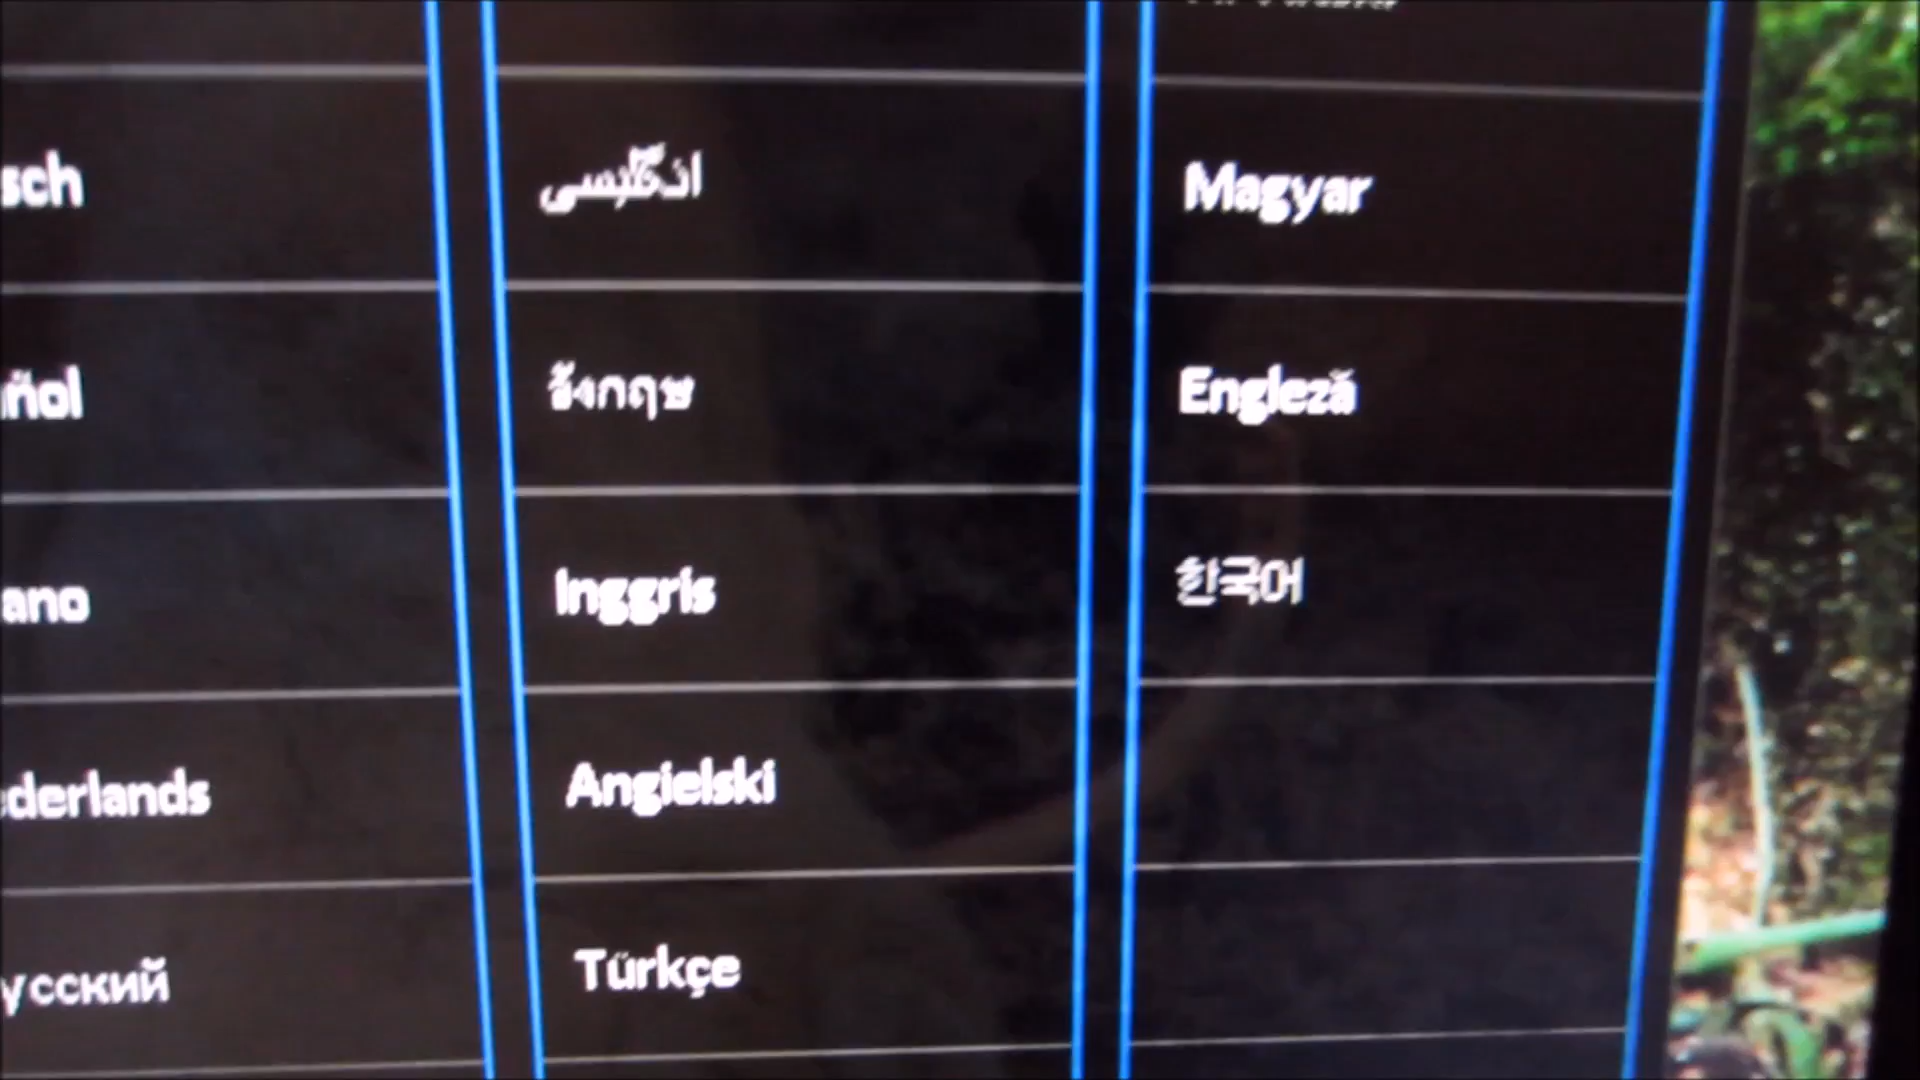 sch
انگلیسی
Magyar
ñol
อังกฤษ
Engleză
ano
Inggris
한국어
derlands
Angielski
усский
Türkçe